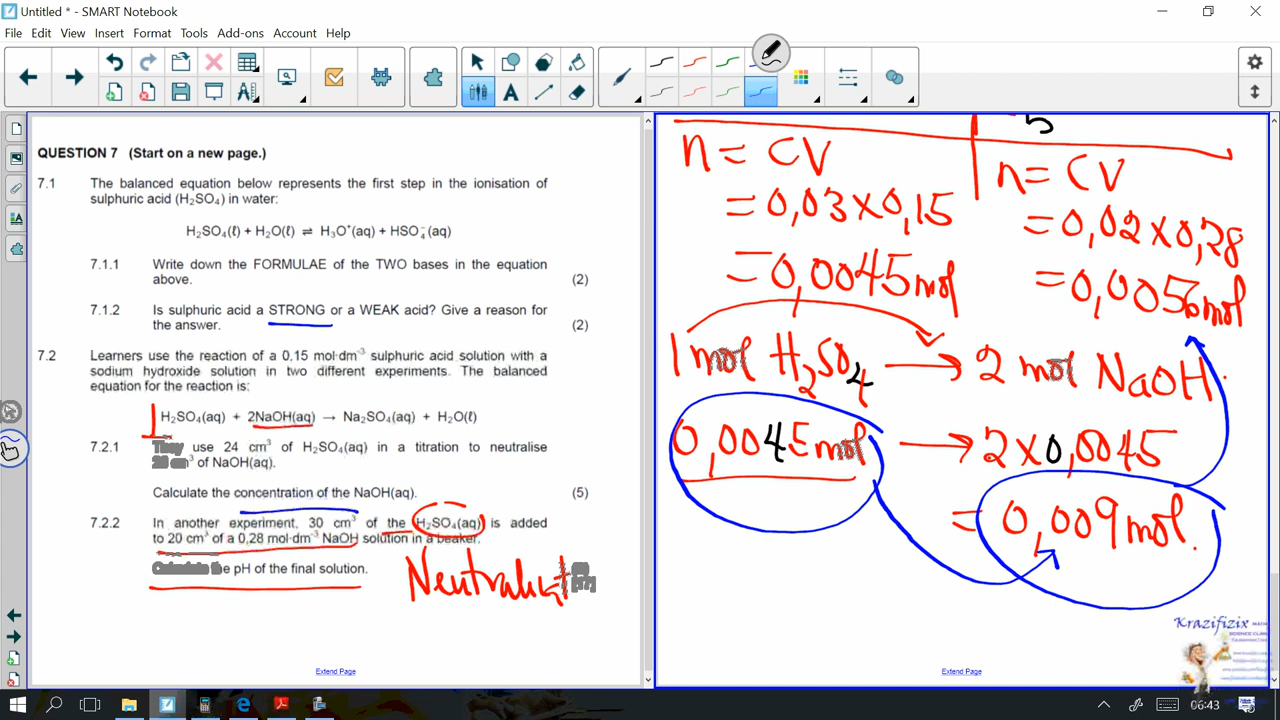 Untitled * - SMART Notebook
File Edit View Insert Format Tools Add-ons Account Help
QUESTION 7 (Start on a new page.)
7.1 The balanced equation below represents the first step in the ionisation of
sulphuric acid (H₂SO₄) in water:
H₂SO₄(ℓ) + H₂O(ℓ) ⇌ H₃O⁺(aq) + HSO₄⁻(aq)
7.1.1 Write down the FORMULAE of the TWO bases in the equation
above. (2)
7.1.2 Is sulphuric acid a STRONG or a WEAK acid? Give a reason for
the answer. (2)
7.2 Learners use the reaction of a 0,15 mol·dm⁻³ sulphuric acid solution with a
sodium hydroxide solution in two different experiments. The balanced
equation for the reaction is:
1 H₂SO₄(aq) + 2NaOH(aq) → Na₂SO₄(aq) + H₂O(ℓ)
7.2.1 They use 24 cm³ of H₂SO₄(aq) in a titration to neutralise
20 cm³ of NaOH(aq).
Calculate the concentration of the NaOH(aq). (5)
7.2.2 In another experiment, 30 cm³ of the H₂SO₄(aq) is added
to 20 cm³ of a 0,28 mol·dm⁻³ NaOH solution in a beaker.
Calculate the pH of the final solution.
Extend Page
5
n = CV
= 0,03 x 0,15
= 0,0045 mol
n = CV
= 0,02 x 0,28
= 0,0056 mol
1 mol H₂SO₄ → 2 mol NaOH
0,0045 mol → 2 x 0,0045
= 0,009 mol.
Krazifizix
Extend Page
06:43